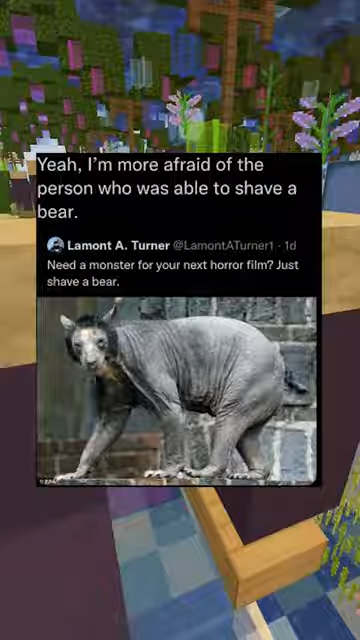 Yeah, I'm more afraid of the
person who was able to shave a
bear.
Lamont A. Turner @LamontATurner1 · 1d
Need a monster for your next horror film? Just
shave a bear.
©EPA